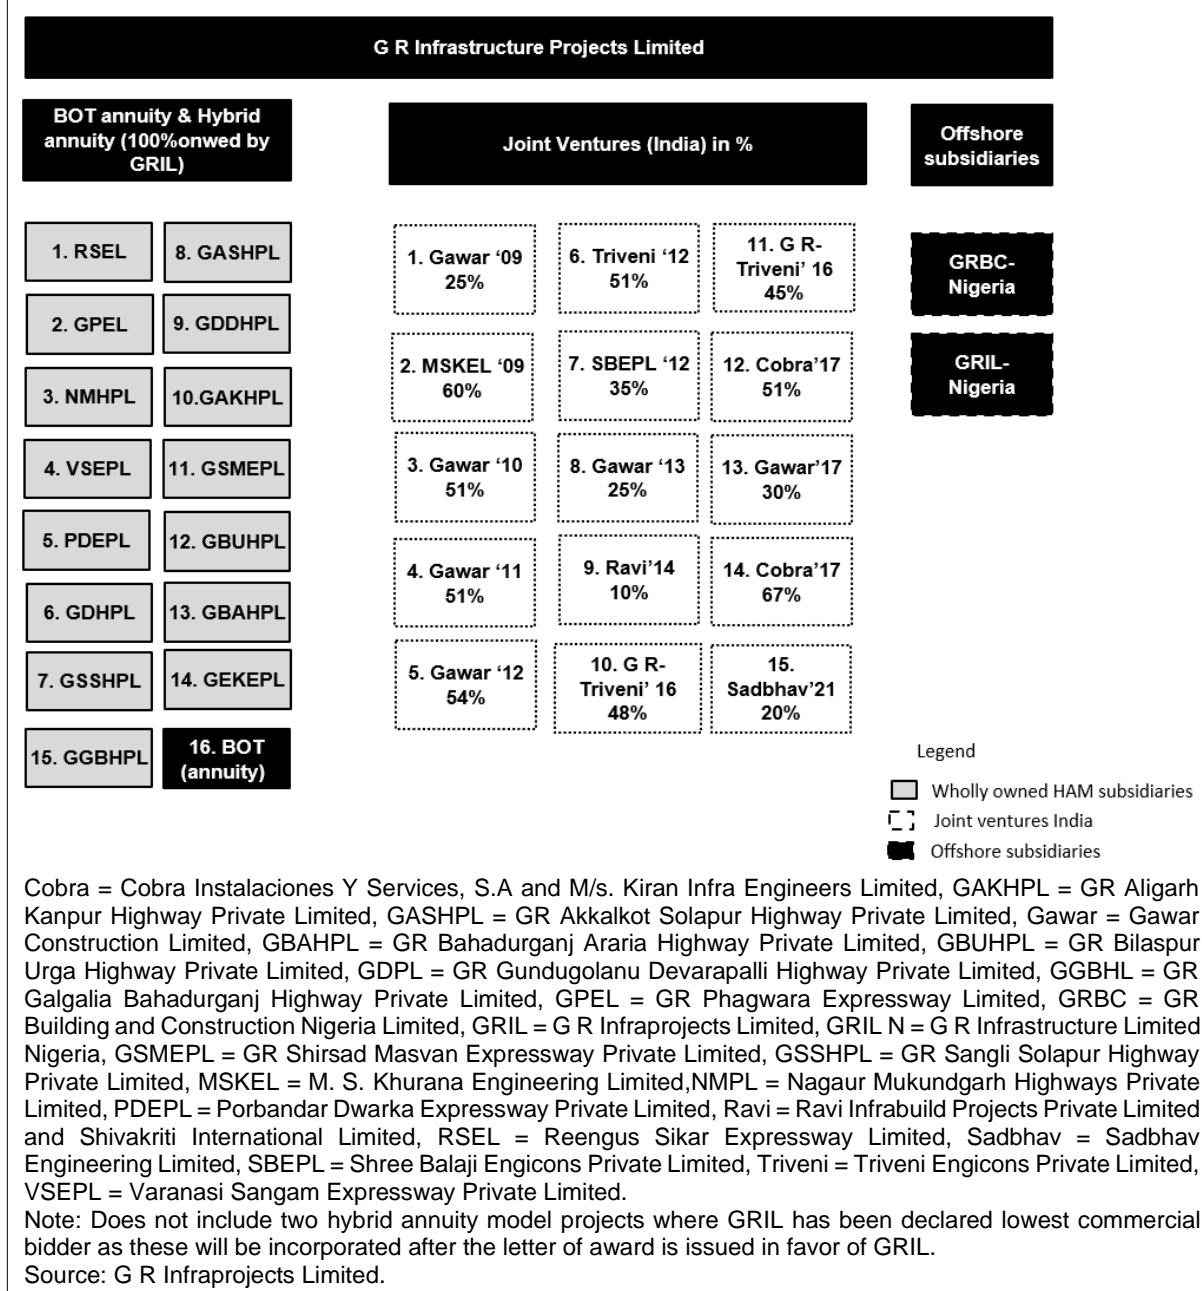 G R Infrastructure Projects Limited
BOT annuity & Hybrid
annuity (100%onwed by
GRIL)
1. RSEL
8. GASHPL
2. GPEL
9. GDDHPL
3. NMHPL
10.GAKHPL
4. VSEPL
11. GSMEPL
5. PDEPL
12. GBUHPL
6. GDHPL
13. GBAHPL
7. GSSHPL
14. GEKEPL
15. GGBHPL
16. BOT
(annuity)
Joint Ventures (India) in %
1. Gawar ‘09
25%
6. Triveni ‘12
51%
11. G R-
Triveni’ 16
45%
2. MSKEL ‘09
60%
7. SBEPL ‘12
35%
12. Cobra’17
51%
3. Gawar ‘10
51%
8. Gawar ‘13
25%
13. Gawar’17
30%
4. Gawar ‘11
51%
9. Ravi’14
10%
14. Cobra’17
67%
5. Gawar ‘12
54%
10. G R-
Triveni’ 16
48%
15.
Sadbhav’21
20%
Offshore
subsidiaries
GRBC-
Nigeria
GRIL-
Nigeria
Legend
Wholly owned HAM subsidiaries
Joint ventures India
Offshore subsidiaries
Cobra = Cobra Instalaciones Y Services, S.A and M/s. Kiran Infra Engineers Limited, GAKHPL = GR Aligarh
Kanpur Highway Private Limited, GASHPL = GR Akkalkot Solapur Highway Private Limited, Gawar = Gawar
Construction Limited, GBAHPL = GR Bahadurganj Araria Highway Private Limited, GBUHPL = GR Bilaspur
Urga Highway Private Limited, GDPL = GR Gundugolanu Devarapalli Highway Private Limited, GGBHL = GR
Galgalia Bahadurganj Highway Private Limited, GPEL = GR Phagwara Expressway Limited, GRBC = GR
Building and Construction Nigeria Limited, GRIL = G R Infraprojects Limited, GRIL N = G R Infrastructure Limited
Nigeria, GSMEPL = GR Shirsad Masvan Expressway Private Limited, GSSHPL = GR Sangli Solapur Highway
Private Limited, MSKEL = M. S. Khurana Engineering Limited,NMPL = Nagaur Mukundgarh Highways Private
Limited, PDEPL = Porbandar Dwarka Expressway Private Limited, Ravi = Ravi Infrabuild Projects Private Limited
and Shivakriti International Limited, RSEL = Reengus Sikar Expressway Limited, Sadbhav = Sadbhav
Engineering Limited, SBEPL = Shree Balaji Engicons Private Limited, Triveni = Triveni Engicons Private Limited,
VSEPL = Varanasi Sangam Expressway Private Limited.
Note: Does not include two hybrid annuity model projects where GRIL has been declared lowest commercial
bidder as these will be incorporated after the letter of award is issued in favor of GRIL.
Source: G R Infraprojects Limited.